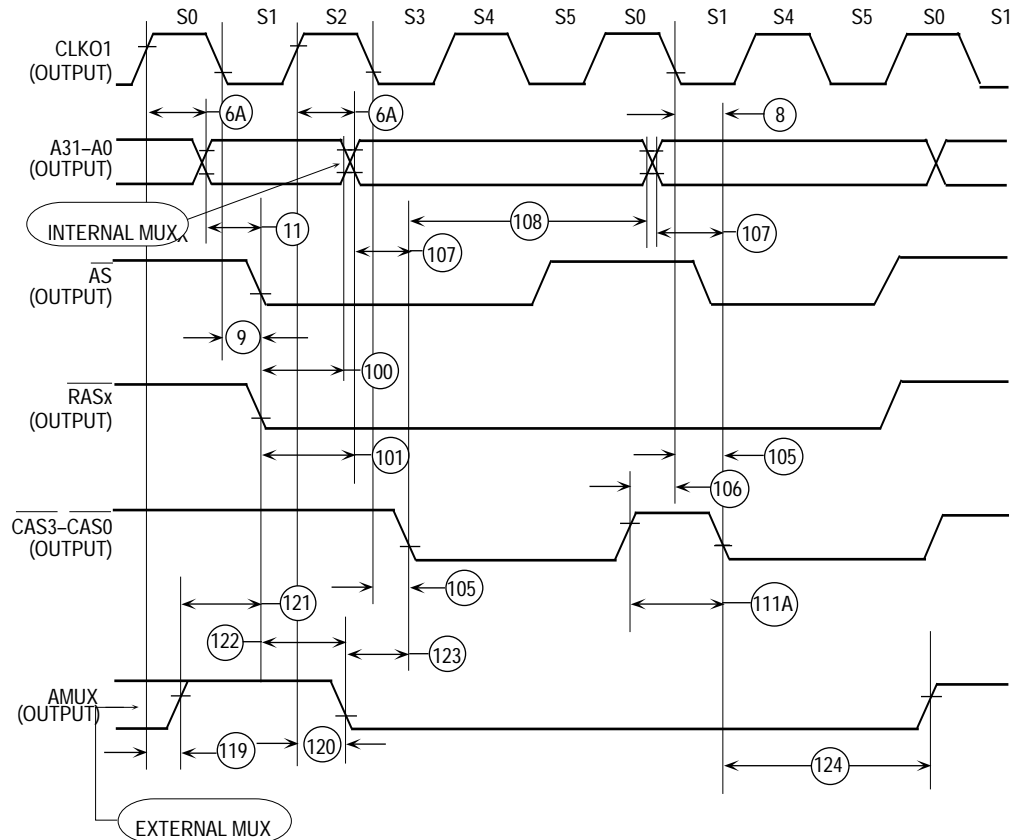 S0 S1 S2 S3 S4 S5 S0 S1 S4 S5 S0 S1
CLKO1
(OUTPUT)
6A 6A 8
A31–A0
(OUTPUT)
INTERNAL MUX
11 108
107 107
AS
(OUTPUT)
9
100
RASx
(OUTPUT)
101 105
106
CAS3–CAS0
(OUTPUT)
105
121 111A
122 123
AMUX
(OUTPUT)
119 120 124
EXTERNAL MUX